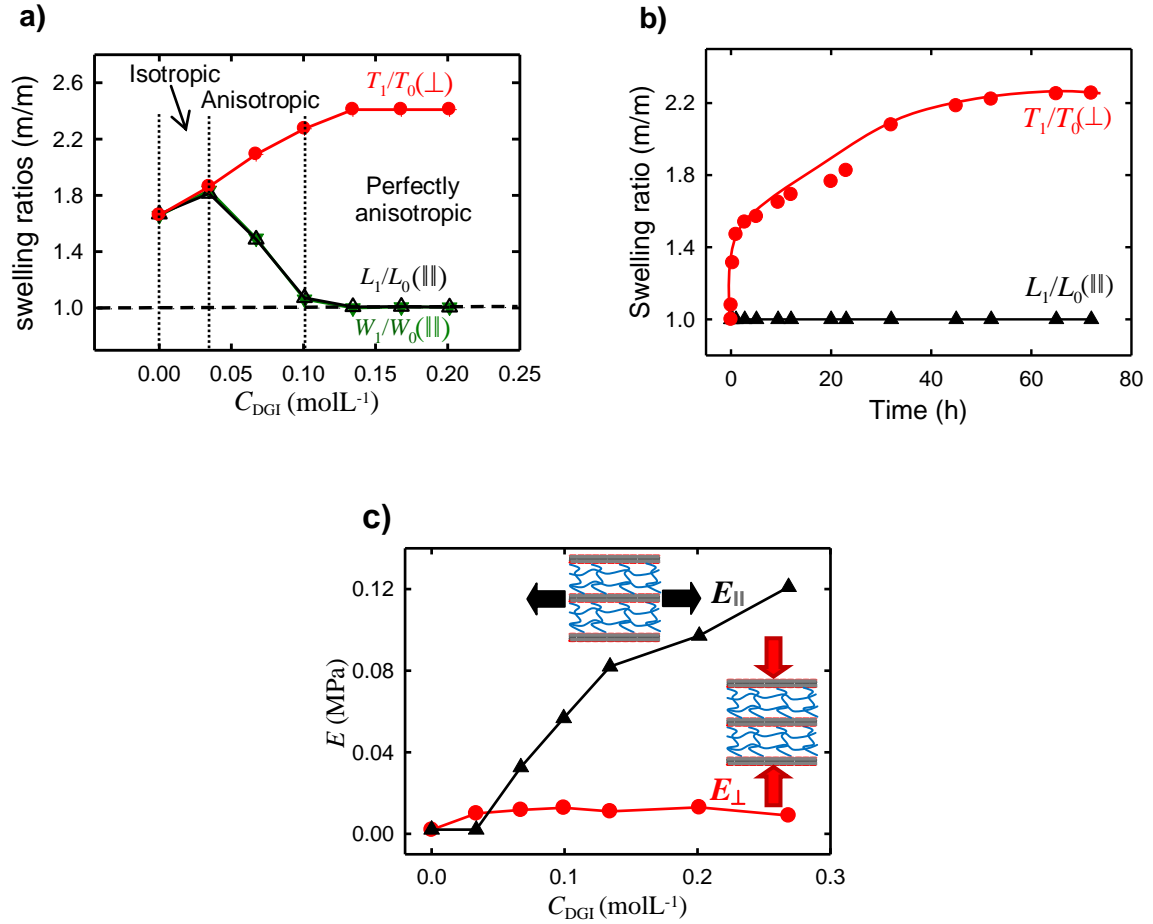 a)
swelling ratios (m/m)
2.6
2.2
1.8
1.4
1.0
Isotropic
Anisotropic
Perfectly
anisotropic
T₁/T₀(⊥)
L₁/L₀(||)
W₁/W₀(||)
0.00 0.05 0.10 0.15 0.20 0.25
C_DGI (molL⁻¹)
b)
Swelling ratio (m/m)
2.2
1.8
1.4
1.0
T₁/T₀(⊥)
L₁/L₀(||)
0 20 40 60 80
Time (h)
c)
E (MPa)
0.12
0.08
0.04
0.00
E||
E⊥
0.0 0.1 0.2 0.3
C_DGI (molL⁻¹)